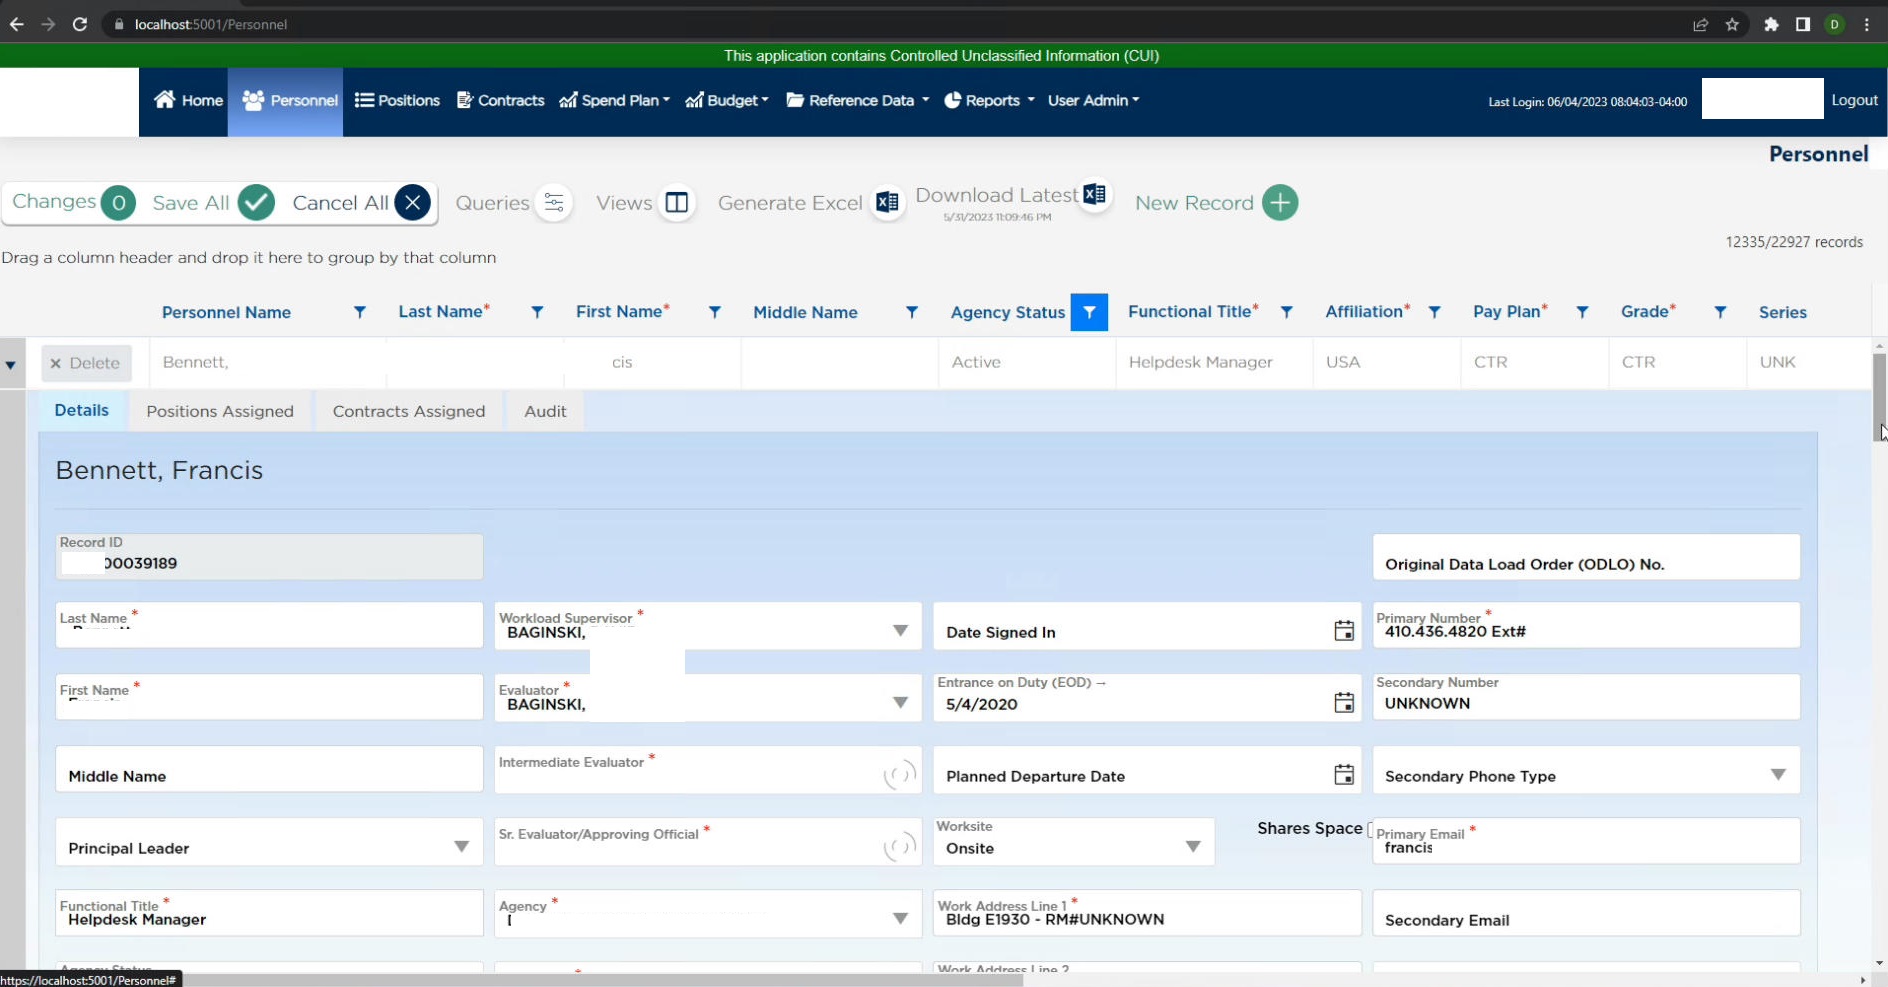 localhost:5001/Personnel
D
This application contains Controlled Unclassified Information (CUI)
Home Personnel Positions Contracts Spend Plan Budget Reference Data Reports User Admin Last Login: 06/04/2023 08:04:03-04:00 Logout
Personnel
Changes 0 Save All Cancel All Queries Views Generate Excel Download Latest New Record
5/31/2023 11:09:46 PM
12335/22927 records
Drag a column header and drop it here to group by that column
Personnel Name Last Name* First Name* Middle Name Agency Status Functional Title* Affiliation* Pay Plan* Grade* Series
Delete Bennett, cis Active Helpdesk Manager USA CTR CTR UNK
Details Positions Assigned Contracts Assigned Audit
Bennett, Francis
Record ID
00039189
Original Data Load Order (ODLO) No.
Last Name *
Workload Supervisor *
BAGINSKI,
Date Signed In
Primary Number *
410.436.4820 Ext#
First Name *
Evaluator *
BAGINSKI,
Entrance on Duty (EOD) →
5/4/2020
Secondary Number
UNKNOWN
Middle Name
Intermediate Evaluator *
Planned Departure Date
Secondary Phone Type
Principal Leader
Sr. Evaluator/Approving Official *
Worksite
Onsite
Shares Space
Primary Email *
francis
Functional Title *
Helpdesk Manager
Agency *
Work Address Line 1 *
Bldg E1930 - RM#UNKNOWN
Secondary Email
Agency Status
Work Address Line 2
https://localhost:5001/Personnel#